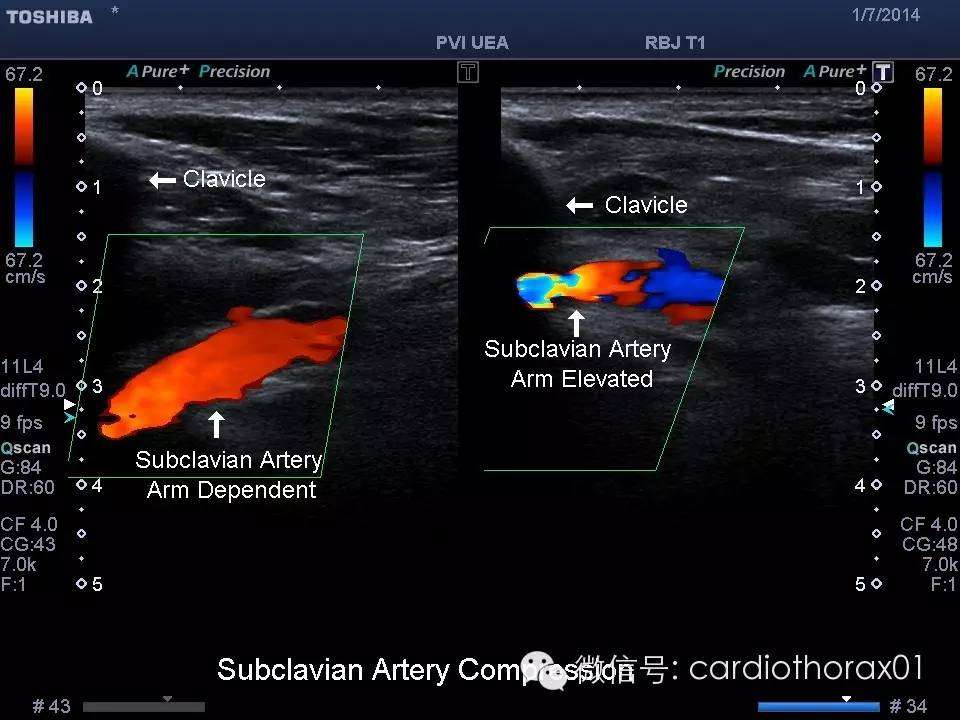 TOSHIBA *
1/7/2014
PVI UEA
RBJ T1
67.2
A Pure+ Precision
T
Precision A Pure+ T
67.2
0
0
Clavicle
1
1
Clavicle
67.2
cm/s
67.2
cm/s
2
2
Subclavian Artery
Arm Elevated
11L4
diffT9.0
9 fps
Qscan
G:84
DR:60
CF 4.0
CG:43
7.0k
F:1
3
3
11L4
diffT9.0
9 fps
Qscan
G:84
DR:60
CF 4.0
CG:48
7.0k
F:1
Subclavian Artery
Arm Dependent
4
4
5
5
Subclavian Artery Compression
微信号: cardiothorax01
# 43
# 34